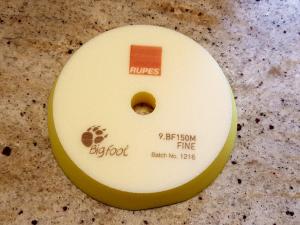 RUPES
9.BF150M
FINE
Batch No. 1216
Bigfoot